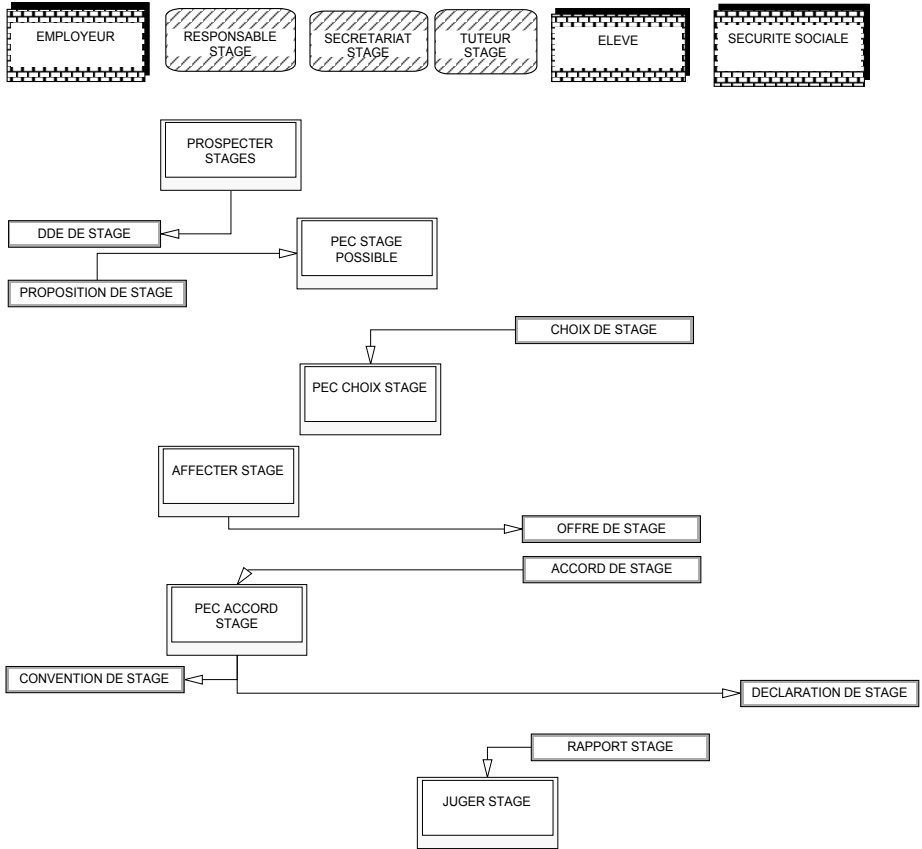 EMPLOYEUR
RESPONSABLE
STAGE
SECRETARIAT
STAGE
TUTEUR
STAGE
ELEVE
SECURITE SOCIALE
PROSPECTER
STAGES
DDE DE STAGE
PEC STAGE
POSSIBLE
PROPOSITION DE STAGE
CHOIX DE STAGE
PEC CHOIX STAGE
AFFECTER STAGE
OFFRE DE STAGE
ACCORD DE STAGE
PEC ACCORD
STAGE
CONVENTION DE STAGE
DECLARATION DE STAGE
RAPPORT STAGE
JUGER STAGE